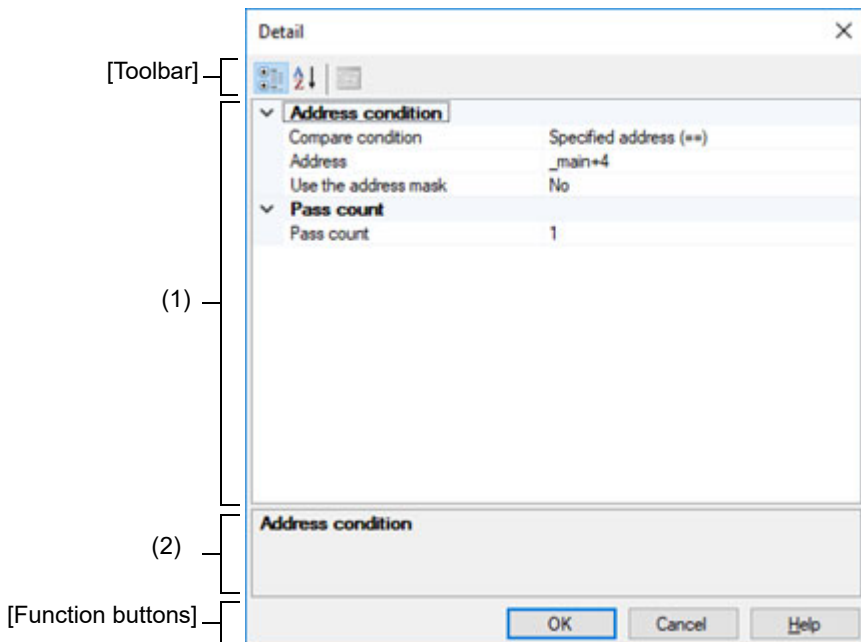 Detail
[Toolbar]
Address condition
Compare condition Specified address (==)
Address _main+4
Use the address mask No
Pass count
Pass count 1
(1)
Address condition
(2)
[Function buttons]
OK Cancel Help